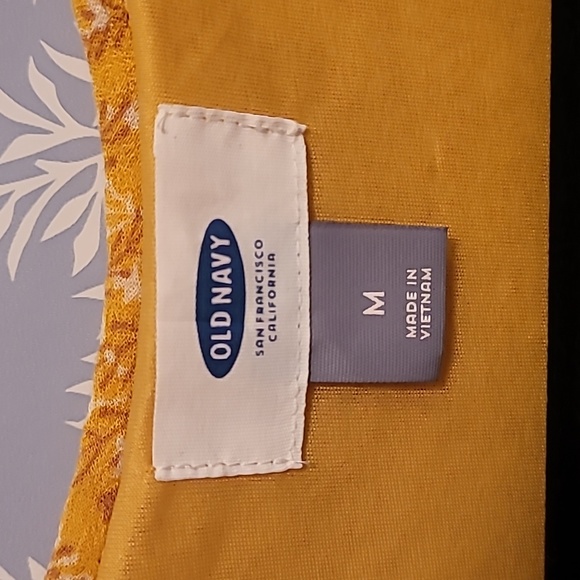 OLD NAVY
SAN FRANCISCO
CALIFORNIA
M
MADE IN
VIETNAM